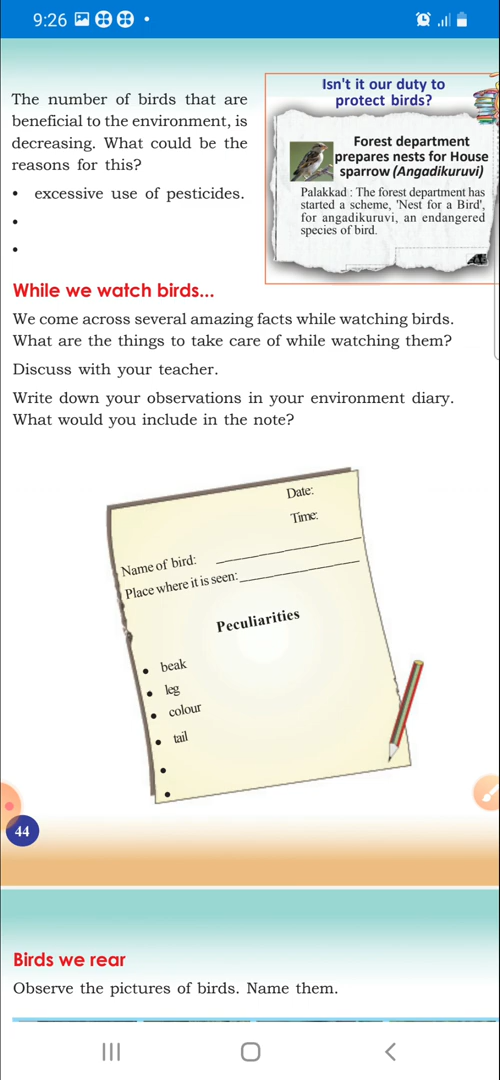 9:26
The number of birds that are
beneficial to the environment, is
decreasing. What could be the
reasons for this?
• excessive use of pesticides.
•
•
Isn't it our duty to
protect birds?
Forest department
prepares nests for House
sparrow (Angadikuruvi)
Palakkad : The forest department has
started a scheme, 'Nest for a Bird',
for angadikuruvi, an endangered
species of bird.
While we watch birds...
We come across several amazing facts while watching birds.
What are the things to take care of while watching them?
Discuss with your teacher.
Write down your observations in your environment diary.
What would you include in the note?
Date:
Time:
Name of bird:
Place where it is seen:
Peculiarities
• beak
• leg
• colour
• tail
•
•
44
Birds we rear
Observe the pictures of birds. Name them.